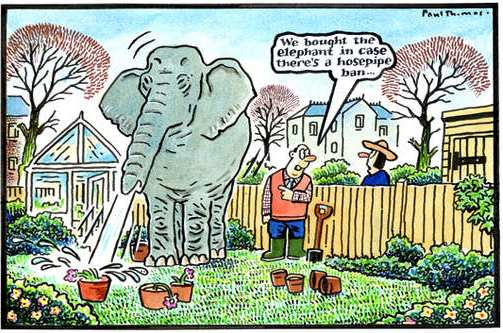 Paul Thomas.
We bought the
elephant in case
there's a hosepipe
ban...